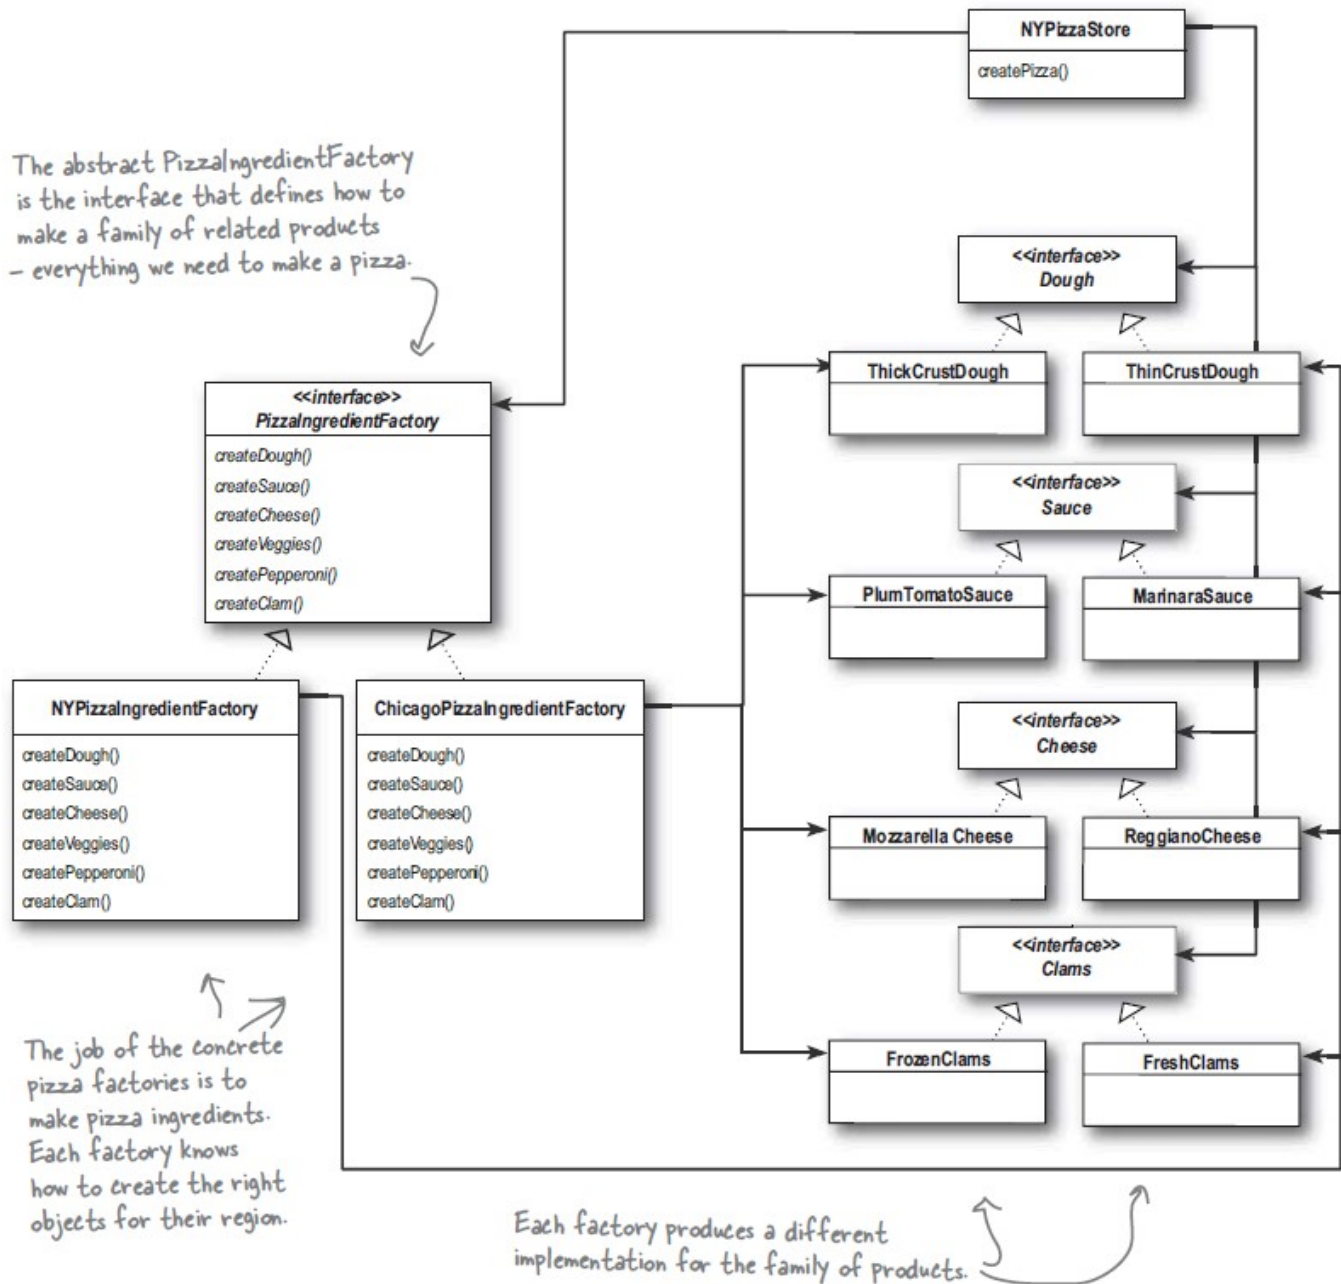 NYPizzaStore
createPizza()
The abstract PizzaIngredientFactory
is the interface that defines how to
make a family of related products
– everything we need to make a pizza.
<<interface>>
PizzaIngredientFactory
createDough()
createSauce()
createCheese()
createVeggies()
createPepperoni()
createClam()
NYPizzaIngredientFactory
createDough()
createSauce()
createCheese()
createVeggies()
createPepperoni()
createClam()
ChicagoPizzaIngredientFactory
createDough()
createSauce()
createCheese()
createVeggies()
createPepperoni()
createClam()
<<interface>>
Dough
ThickCrustDough
ThinCrustDough
<<interface>>
Sauce
PlumTomatoSauce
MarinaraSauce
<<interface>>
Cheese
Mozzarella Cheese
ReggianoCheese
<<interface>>
Clams
FrozenClams
FreshClams
The job of the concrete
pizza factories is to
make pizza ingredients.
Each factory knows
how to create the right
objects for their region.
Each factory produces a different
implementation for the family of products.